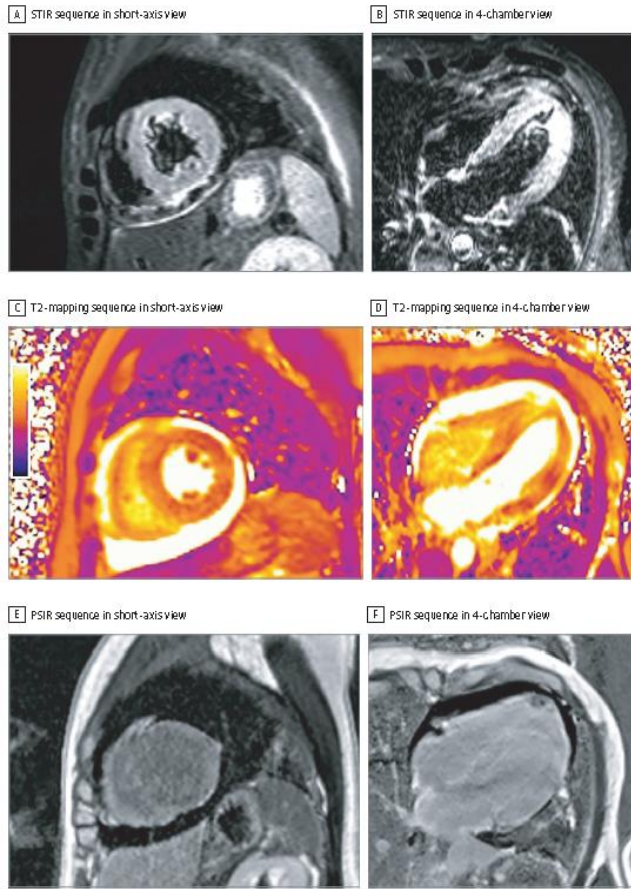 A STIR sequence in short-axis view
B STIR sequence in 4-chamber view
C T2-mapping sequence in short-axis view
D T2-mapping sequence in 4-chamber view
E PSIR sequence in short-axis view
F PSIR sequence in 4-chamber view